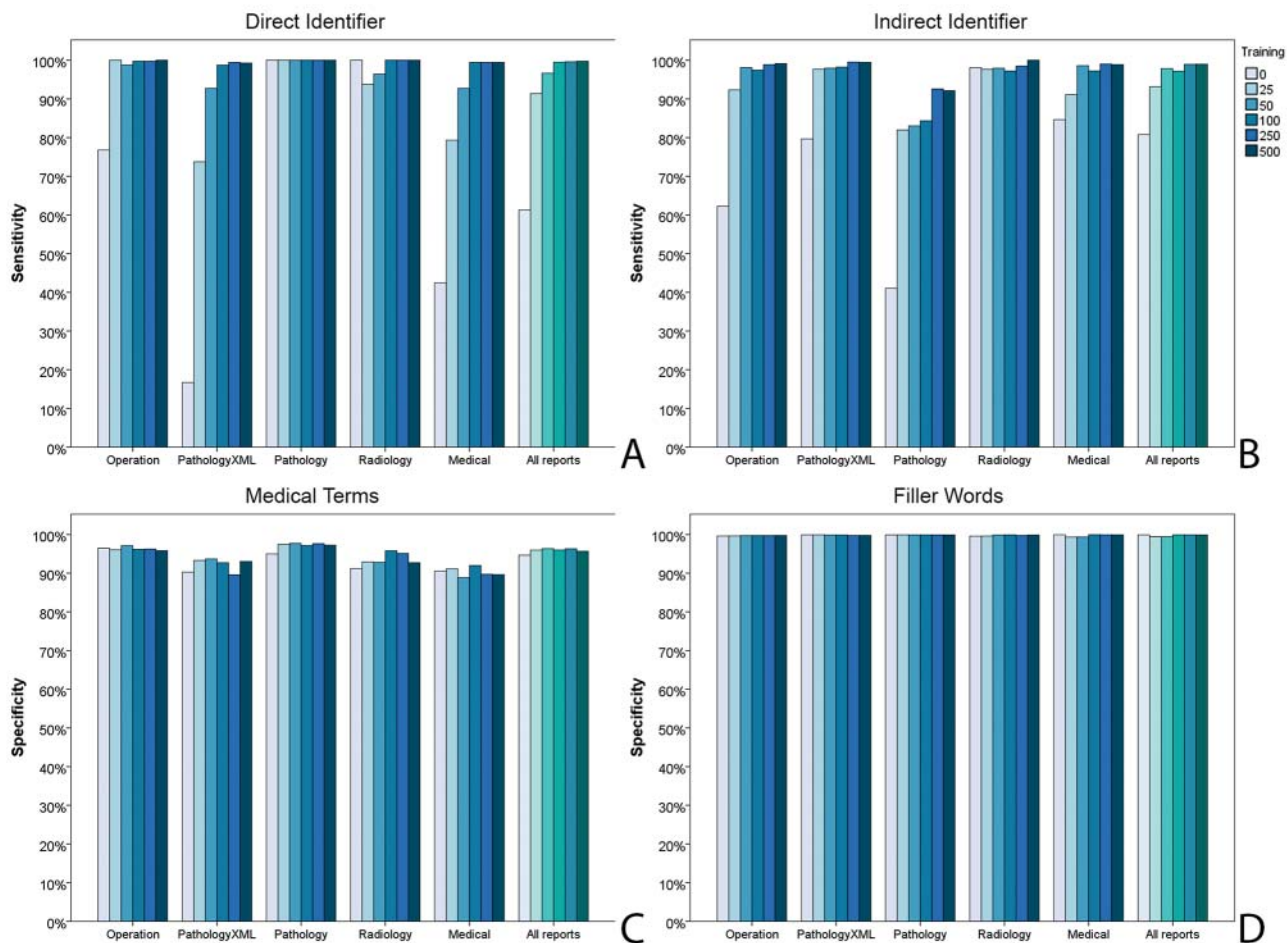 Direct Identifier
Sensitivity
100%
90%
80%
70%
60%
50%
40%
30%
20%
10%
0%
Operation PathologyXML Pathology Radiology Medical All reports
A
Indirect Identifier
Sensitivity
100%
90%
80%
70%
60%
50%
40%
30%
20%
10%
0%
Operation PathologyXML Pathology Radiology Medical All reports
B
Training
0
25
50
100
250
500
Medical Terms
Specificity
100%
90%
80%
70%
60%
50%
40%
30%
20%
10%
0%
Operation PathologyXML Pathology Radiology Medical All reports
C
Filler Words
Specificity
100%
90%
80%
70%
60%
50%
40%
30%
20%
10%
0%
Operation PathologyXML Pathology Radiology Medical All reports
D